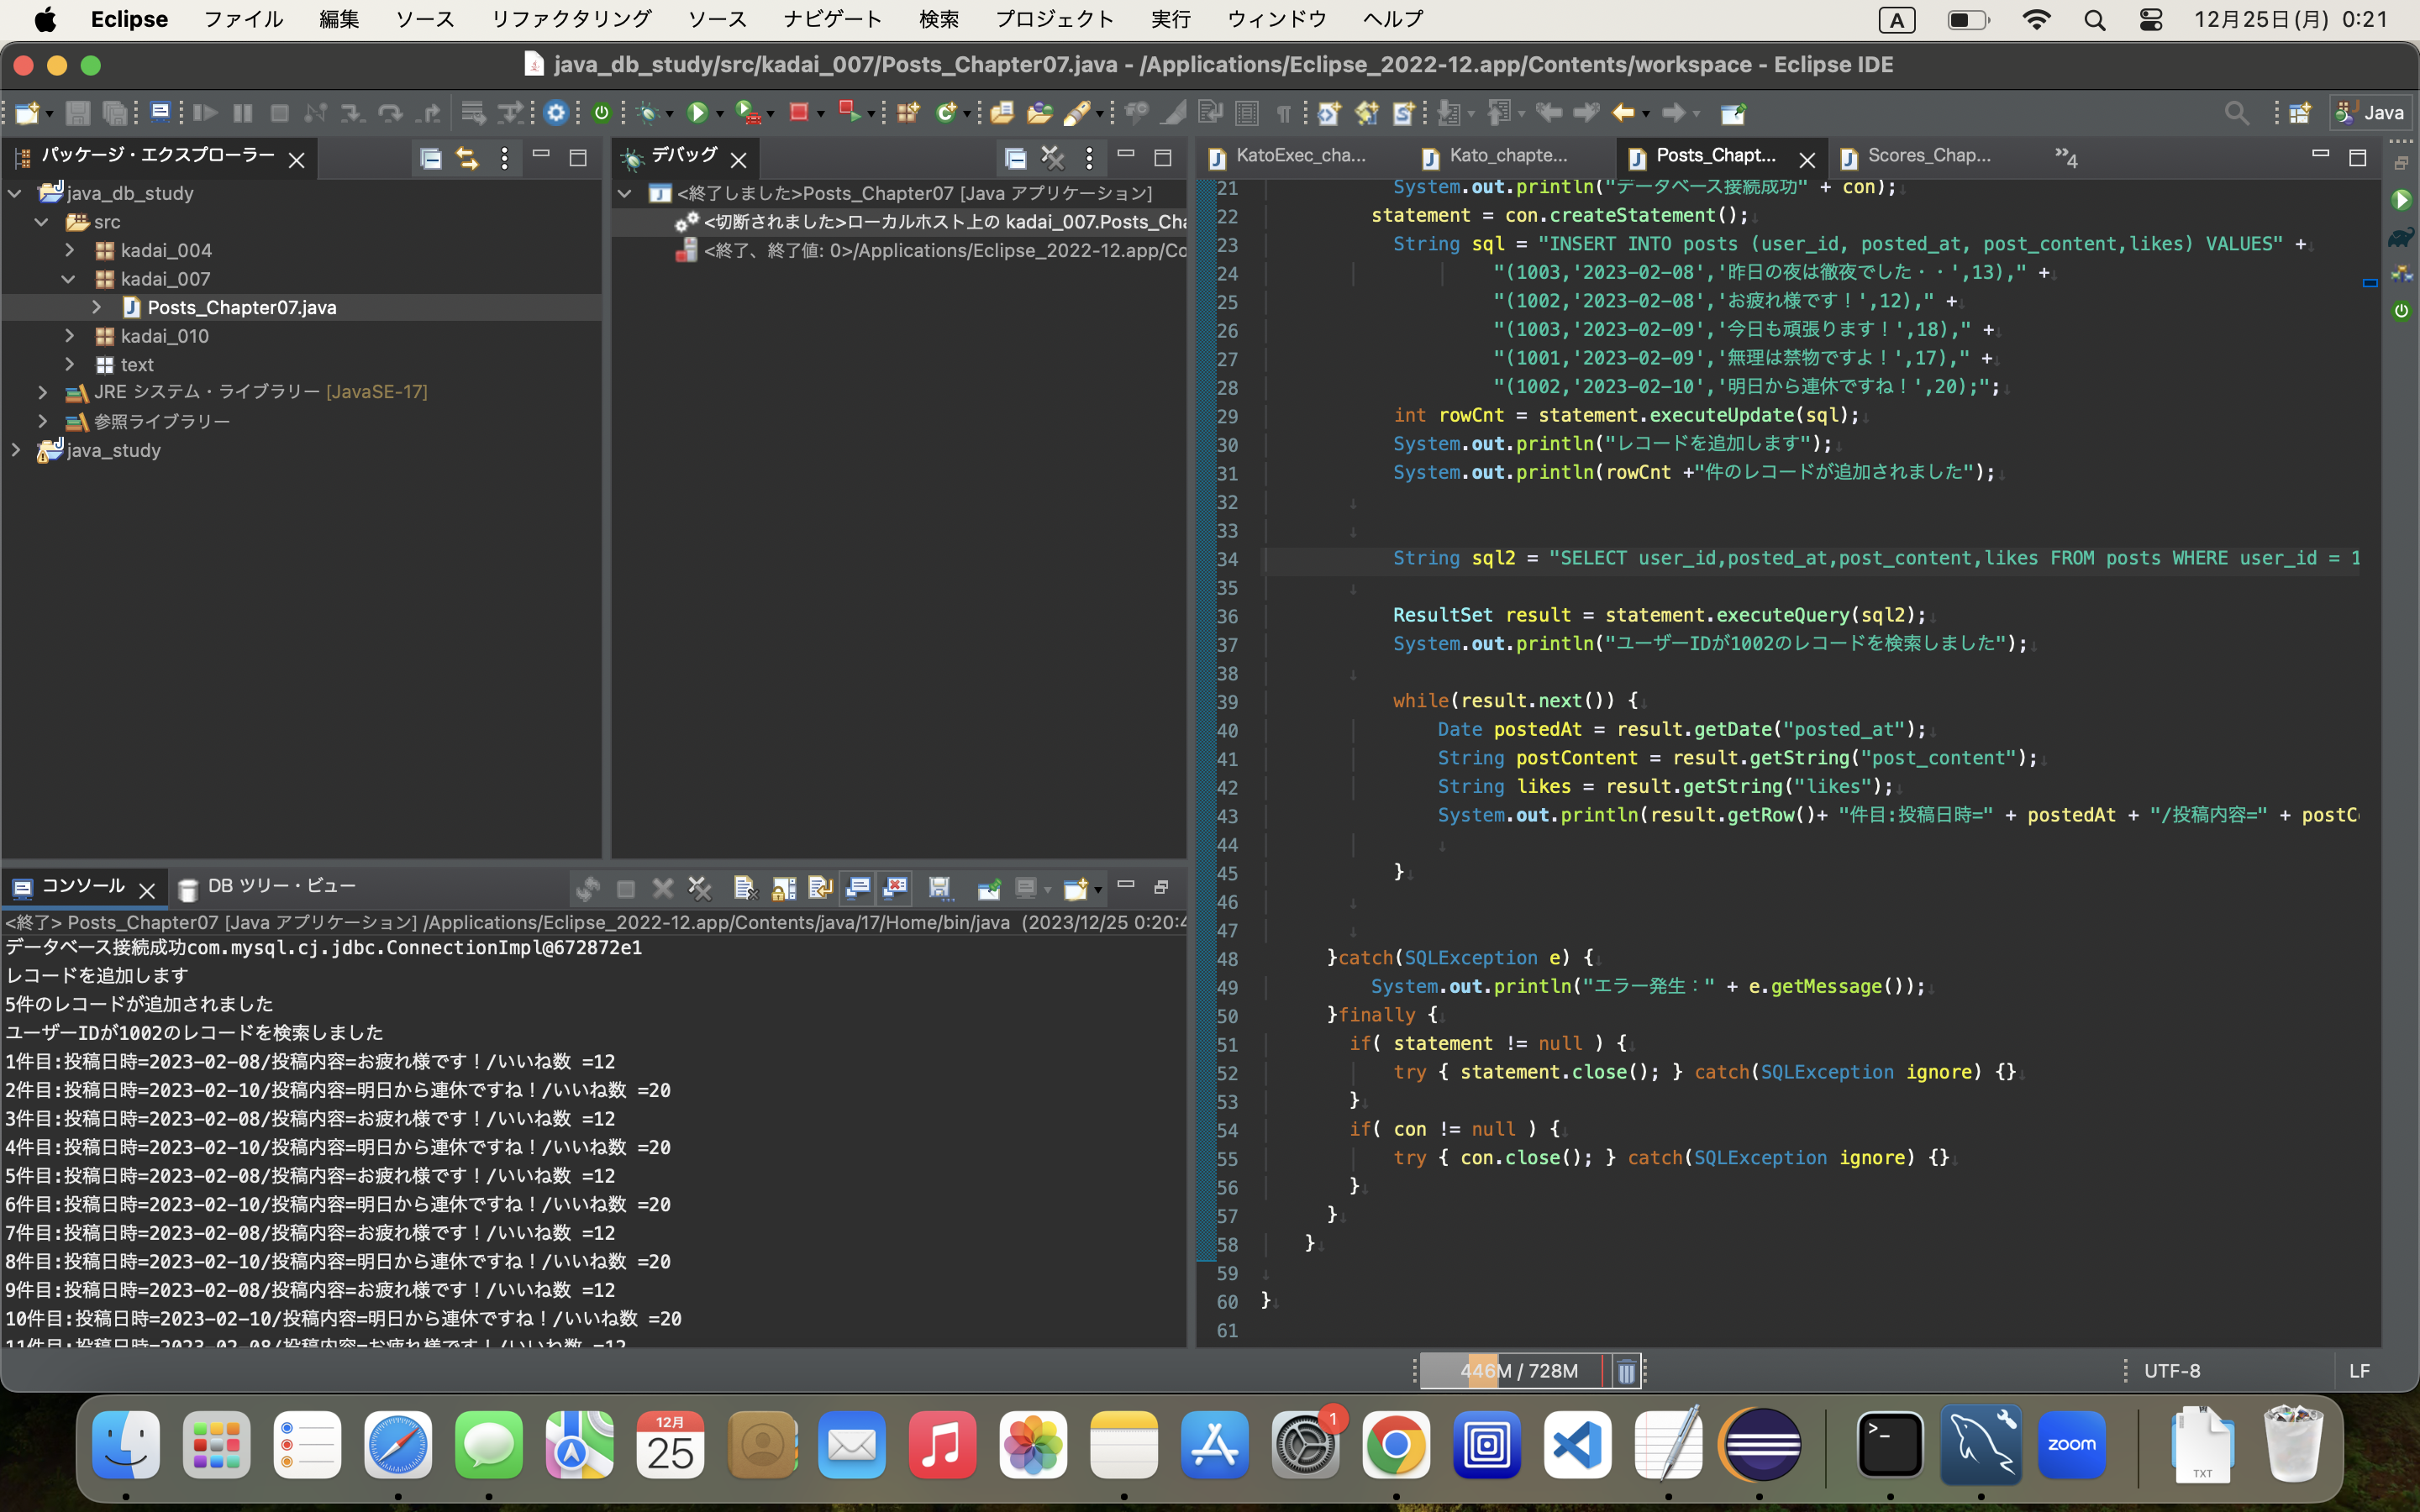 Eclipse ファイル 編集 ソース リファクタリング ソース ナビゲート 検索 プロジェクト 実行 ウィンドウ ヘルプ A 12月25日(月) 0:21
java_db_study/src/kadai_007/Posts_Chapter07.java - /Applications/Eclipse_2022-12.app/Contents/workspace - Eclipse IDE
Java
パッケージ・エクスプローラー
java_db_study
src
kadai_004
kadai_007
Posts_Chapter07.java
kadai_010
text
JRE システム・ライブラリー [JavaSE-17]
参照ライブラリー
java_study
デバッグ
<終了しました>Posts_Chapter07 [Java アプリケーション]
<切断されました>ローカルホスト上の kadai_007.Posts_Cha
<終了、終了値: 0>/Applications/Eclipse_2022-12.app/Co
KatoExec_cha... Kato_chapte... Posts_Chapt... Scores_Chap... »4
21 System.out.println("データベース接続成功" + con);
22 statement = con.createStatement();
23 String sql = "INSERT INTO posts (user_id, posted_at, post_content,likes) VALUES" +
24 "(1003,'2023-02-08','昨日の夜は徹夜でした・・',13)," +
25 "(1002,'2023-02-08','お疲れ様です！',12)," +
26 "(1003,'2023-02-09','今日も頑張ります！',18)," +
27 "(1001,'2023-02-09','無理は禁物ですよ！',17)," +
28 "(1002,'2023-02-10','明日から連休ですね！',20);";
29 int rowCnt = statement.executeUpdate(sql);
30 System.out.println("レコードを追加します");
31 System.out.println(rowCnt +"件のレコードが追加されました");
32
33
34 String sql2 = "SELECT user_id,posted_at,post_content,likes FROM posts WHERE user_id = 1
35
36 ResultSet result = statement.executeQuery(sql2);
37 System.out.println("ユーザーIDが1002のレコードを検索しました");
38
39 while(result.next()) {
40 Date postedAt = result.getDate("posted_at");
41 String postContent = result.getString("post_content");
42 String likes = result.getString("likes");
43 System.out.println(result.getRow()+ "件目:投稿日時=" + postedAt + "/投稿内容=" + postC
44
45 }
46
47
48 }catch(SQLException e) {
49 System.out.println("エラー発生：" + e.getMessage());
50 }finally {
51 if( statement != null ) {
52 try { statement.close(); } catch(SQLException ignore) {}
53 }
54 if( con != null ) {
55 try { con.close(); } catch(SQLException ignore) {}
56 }
57 }
58 }
59
60 }
61
コンソール DB ツリー・ビュー
<終了> Posts_Chapter07 [Java アプリケーション] /Applications/Eclipse_2022-12.app/Contents/java/17/Home/bin/java (2023/12/25 0:20:4
データベース接続成功com.mysql.cj.jdbc.ConnectionImpl@672872e1
レコードを追加します
5件のレコードが追加されました
ユーザーIDが1002のレコードを検索しました
1件目:投稿日時=2023-02-08/投稿内容=お疲れ様です！/いいね数 =12
2件目:投稿日時=2023-02-10/投稿内容=明日から連休ですね！/いいね数 =20
3件目:投稿日時=2023-02-08/投稿内容=お疲れ様です！/いいね数 =12
4件目:投稿日時=2023-02-10/投稿内容=明日から連休ですね！/いいね数 =20
5件目:投稿日時=2023-02-08/投稿内容=お疲れ様です！/いいね数 =12
6件目:投稿日時=2023-02-10/投稿内容=明日から連休ですね！/いいね数 =20
7件目:投稿日時=2023-02-08/投稿内容=お疲れ様です！/いいね数 =12
8件目:投稿日時=2023-02-10/投稿内容=明日から連休ですね！/いいね数 =20
9件目:投稿日時=2023-02-08/投稿内容=お疲れ様です！/いいね数 =12
10件目:投稿日時=2023-02-10/投稿内容=明日から連休ですね！/いいね数 =20
11件目:投稿日時=2023-02-08/投稿内容=お疲れ様です！/いいね数 =12
446M / 728M UTF-8 LF
12月
25
1
zoom
TXT